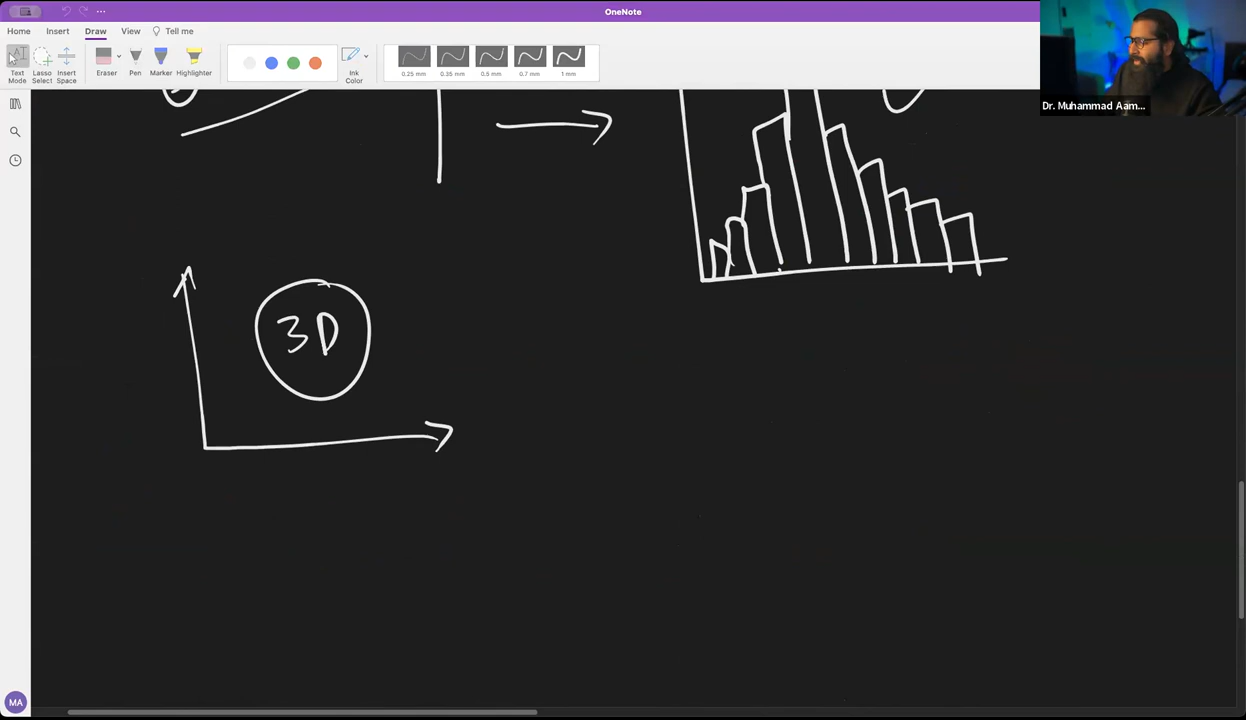 OneNote
Home Insert Draw View Tell me
Text Mode
Lasso Select
Insert Space
Eraser
Pen
Marker
Highlighter
Ink Color
0.25 mm
0.35 mm
0.5 mm
0.7 mm
1 mm
Dr. Muhammad Aam...
3D
MA